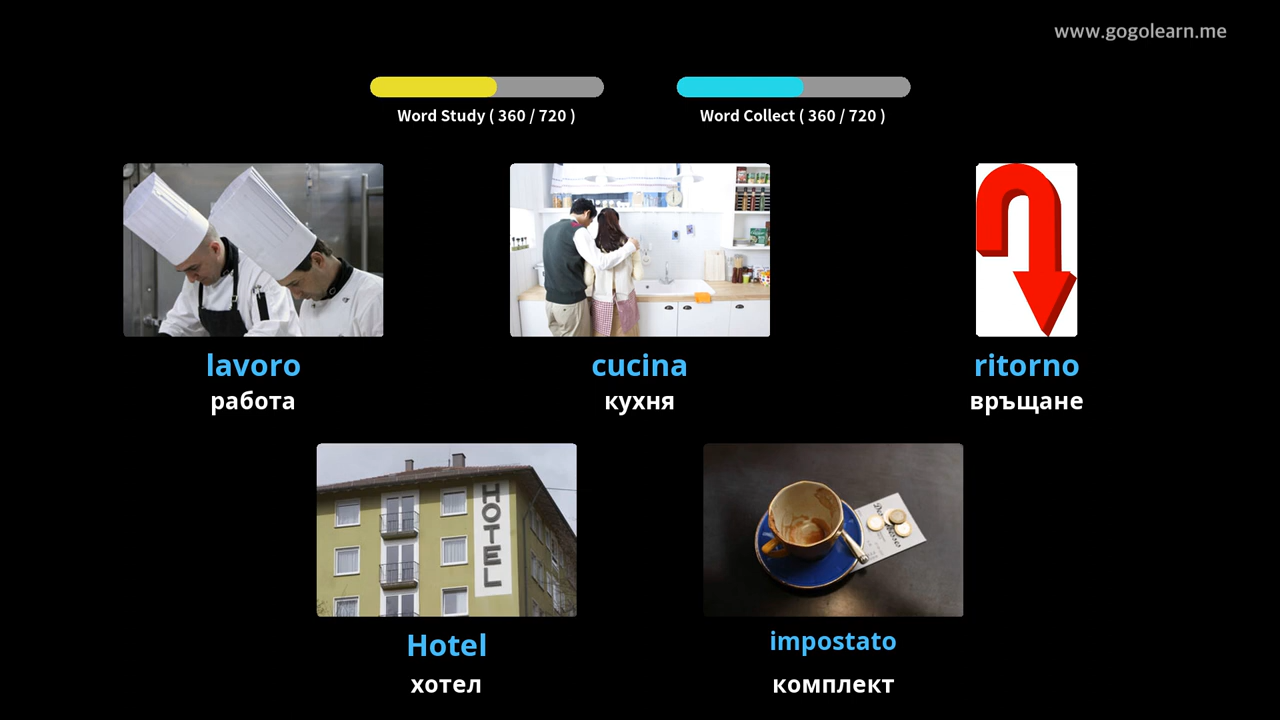 www.gogolearn.me
Word Study ( 360 / 720 )
Word Collect ( 360 / 720 )
lavoro
работа
cucina
кухня
ritorno
връщане
HOTEL
Hotel
хотел
impostato
комплект